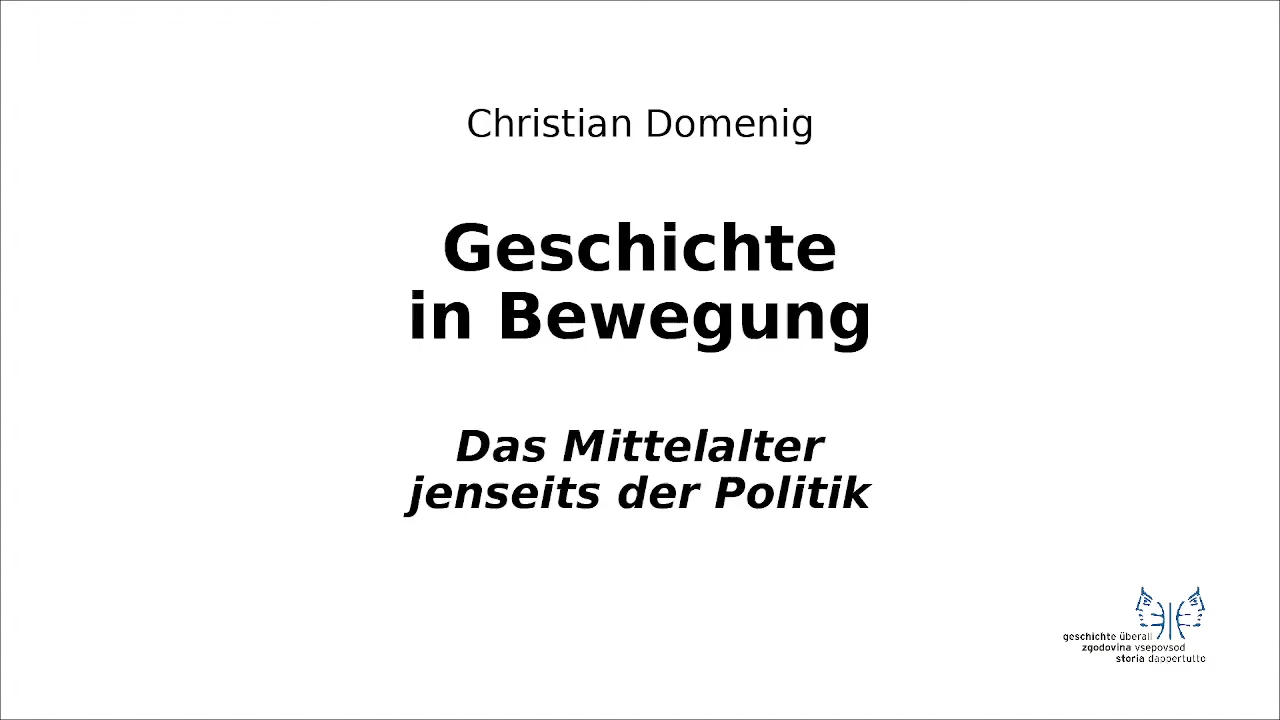 Christian Domenig
Geschichte
in Bewegung
Das Mittelalter
jenseits der Politik
geschichte überall
zgodovina vsepovsod
storia dappertutto